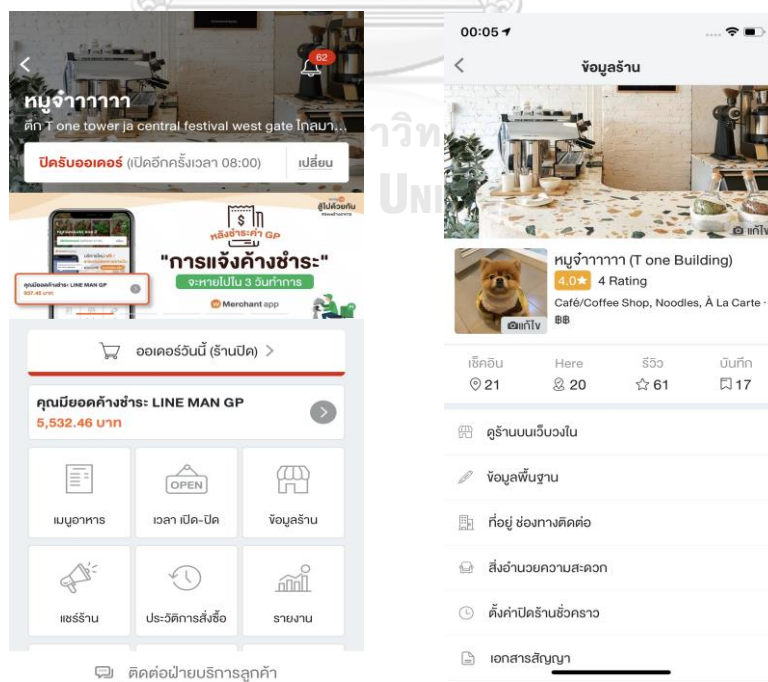 62
หมูจ๋าาาาาา
ตึก T one tower ja central festival west gate ไกลมา...
ปิดรับออเดอร์ (เปิดอีกครั้งเวลา 08:00) เปลี่ยน
สู้ไปด้วยกัน
หลังชำระค่า GP
"การแจ้งค้างชำระ"
จะหายไปใน 3 วันทำการ
Merchant app
คุณมียอดค้างชำระ LINE MAN GP
957.45 บาท
ออเดอร์วันนี้ (ร้านปิด) >
คุณมียอดค้างชำระ LINE MAN GP
5,532.46 บาท
OPEN
เมนูอาหาร เวลา เปิด-ปิด ข้อมูลร้าน
แชร์ร้าน ประวัติการสั่งซื้อ รายงาน
ติดต่อฝ่ายบริการลูกค้า
าวิท
UNI
00:05
ข้อมูลร้าน
แก้ไข
หมูจ๋าาาาาา (T one Building)
4.0★ 4 Rating
Café/Coffee Shop, Noodles, À La Carte ·
฿฿
แก้ไข
เช็คอิน Here รีวิว บันทึก
21 20 61 17
ดูร้านบนเว็บวงใน
ข้อมูลพื้นฐาน
ที่อยู่ ช่องทางติดต่อ
สิ่งอำนวยความสะดวก
ตั้งค่าปิดร้านชั่วคราว
เอกสารสัญญา